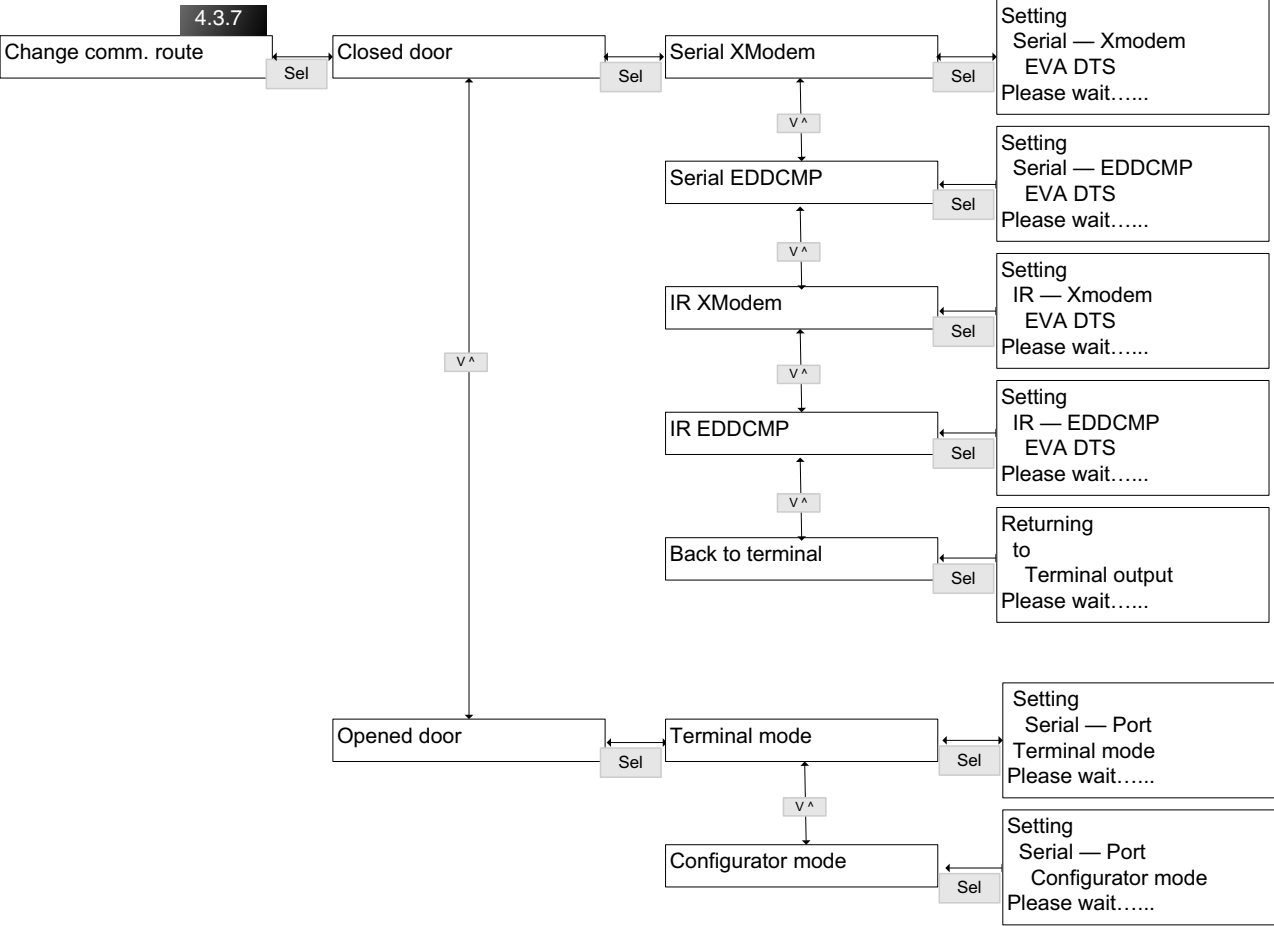 4.3.7
Change comm. route
Sel
Closed door
Sel
Serial XModem
Sel
Setting
Serial — Xmodem
EVA DTS
Please wait…...
V ^
Serial EDDCMP
Sel
Setting
Serial — EDDCMP
EVA DTS
Please wait…...
V ^
IR XModem
Sel
Setting
IR — Xmodem
EVA DTS
Please wait…...
V ^
V ^
IR EDDCMP
Sel
Setting
IR — EDDCMP
EVA DTS
Please wait…...
V ^
Back to terminal
Sel
Returning
to
Terminal output
Please wait…...
Opened door
Sel
Terminal mode
Sel
Setting
Serial — Port
Terminal mode
Please wait…...
V ^
Configurator mode
Sel
Setting
Serial — Port
Configurator mode
Please wait…...